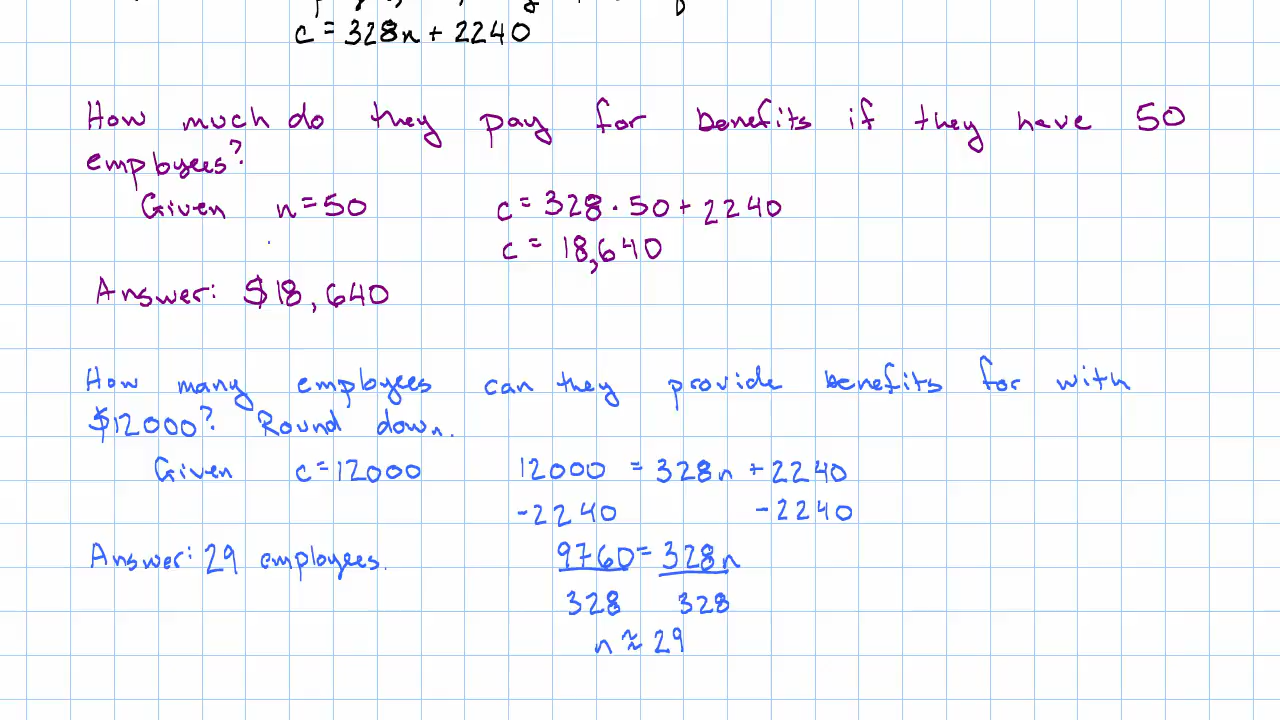 c = 328n + 2240
How much do they pay for benefits if they have 50
employees?
Given n = 50 c = 328 · 50 + 2240
c = 18,640
Answer: $18,640
How many employees can they provide benefits for with
$12000? Round down.
Given c = 12000 12000 = 328n + 2240
-2240 -2240
Answer: 29 employees. 9760 = 328n
328 328
n ≈ 29